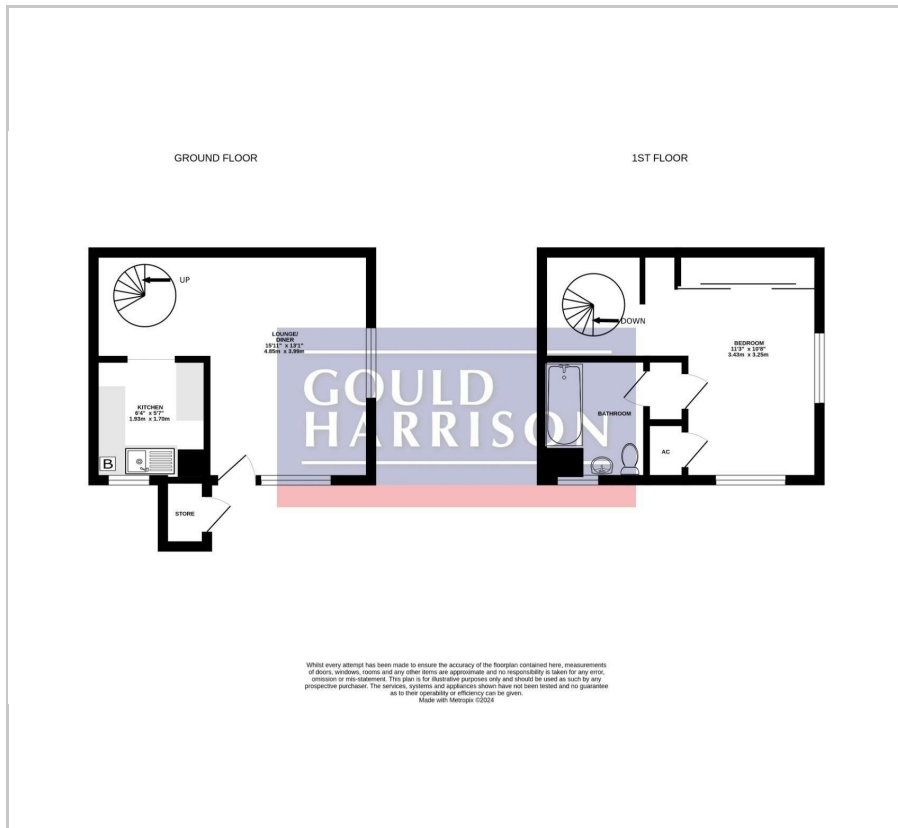 GROUND FLOOR
1ST FLOOR
UP
DOWN
LOUNGE/
DINER
15'11" x 13'1"
4.85m x 3.99m
BEDROOM
11'3" x 10'8"
3.43m x 3.25m
KITCHEN
6'4" x 5'7"
1.93m x 1.70m
BATHROOM
GOULD
HARRISON
B
AC
STORE
Whilst every attempt has been made to ensure the accuracy of the floorplan contained here, measurements
of doors, windows, rooms and any other items are approximate and no responsibility is taken for any error,
omission or mis-statement. This plan is for illustrative purposes only and should be used as such by any
prospective purchaser. The services, systems and appliances shown have not been tested and no guarantee
as to their operability or efficiency can be given.
Made with Metropix ©2024